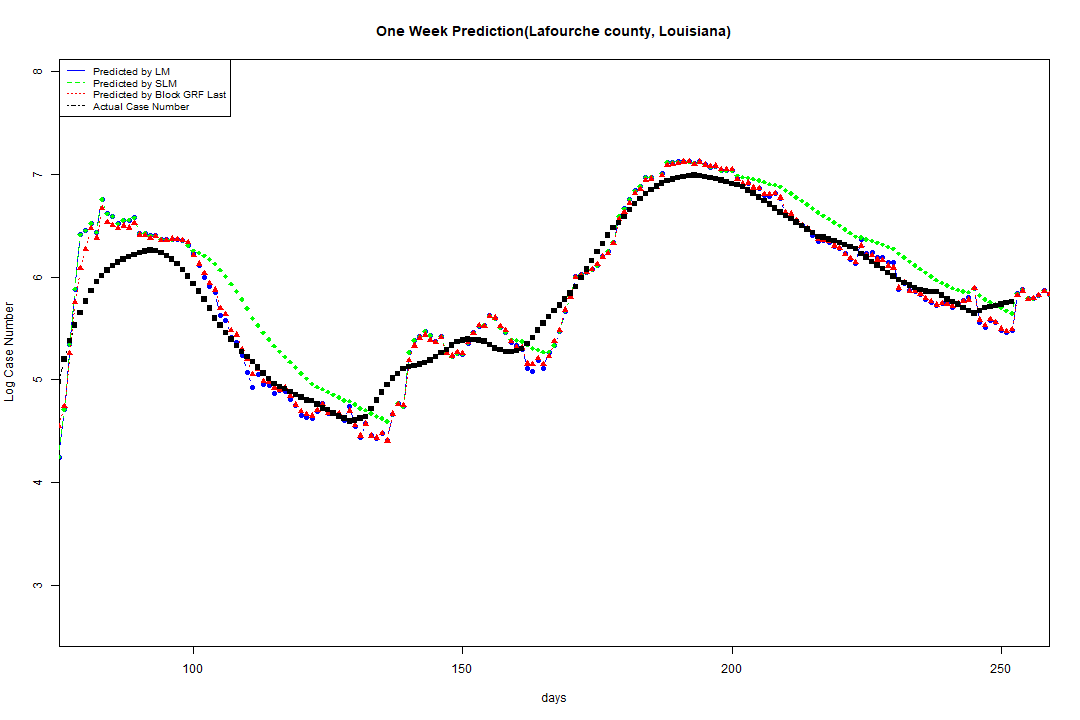 One Week Prediction(Lafourche county, Louisiana)
Predicted by LM
Predicted by SLM
Predicted by Block GRF Last
Actual Case Number
8
7
6
5
4
3
Log Case Number
100 150 200 250
days